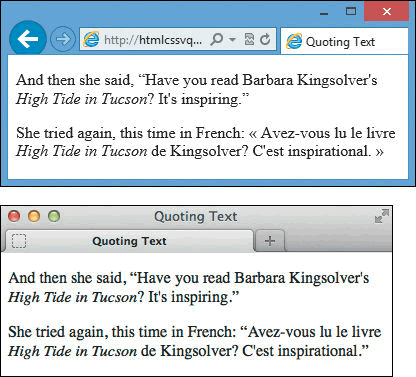 http://htmlcssvq...
Quoting Text
And then she said, “Have you read Barbara Kingsolver's
High Tide in Tucson? It's inspiring.”
She tried again, this time in French: « Avez-vous lu le livre
High Tide in Tucson de Kingsolver? C'est inspirational. »
Quoting Text
Quoting Text
And then she said, “Have you read Barbara Kingsolver's
High Tide in Tucson? It's inspiring.”
She tried again, this time in French: “Avez-vous lu le livre
High Tide in Tucson de Kingsolver? C'est inspirational.”